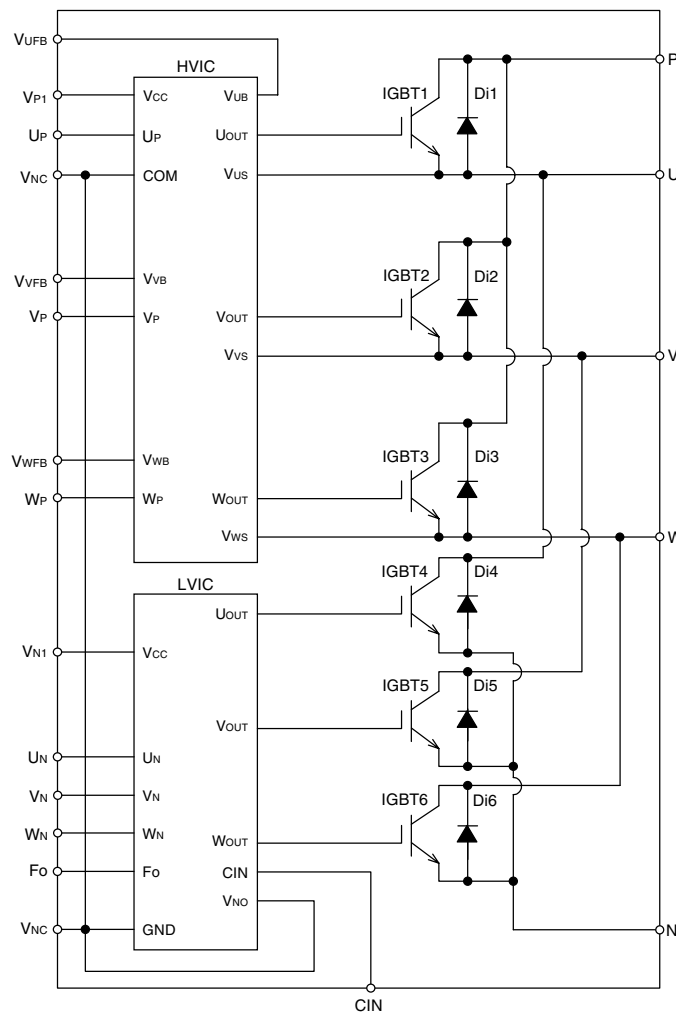 VUFB
HVIC
P
VP1
VCC
VUB
IGBT1
Di1
UP
UP
UOUT
VNC
COM
VUS
U
VVFB
VVB
IGBT2
Di2
VP
VP
VOUT
VVS
V
VWFB
VWB
IGBT3
Di3
WP
WP
WOUT
VWS
W
LVIC
IGBT4
Di4
UOUT
VN1
VCC
IGBT5
Di5
VOUT
UN
UN
VN
VN
IGBT6
Di6
WN
WN
WOUT
Fo
Fo
CIN
VNO
VNC
GND
N
CIN